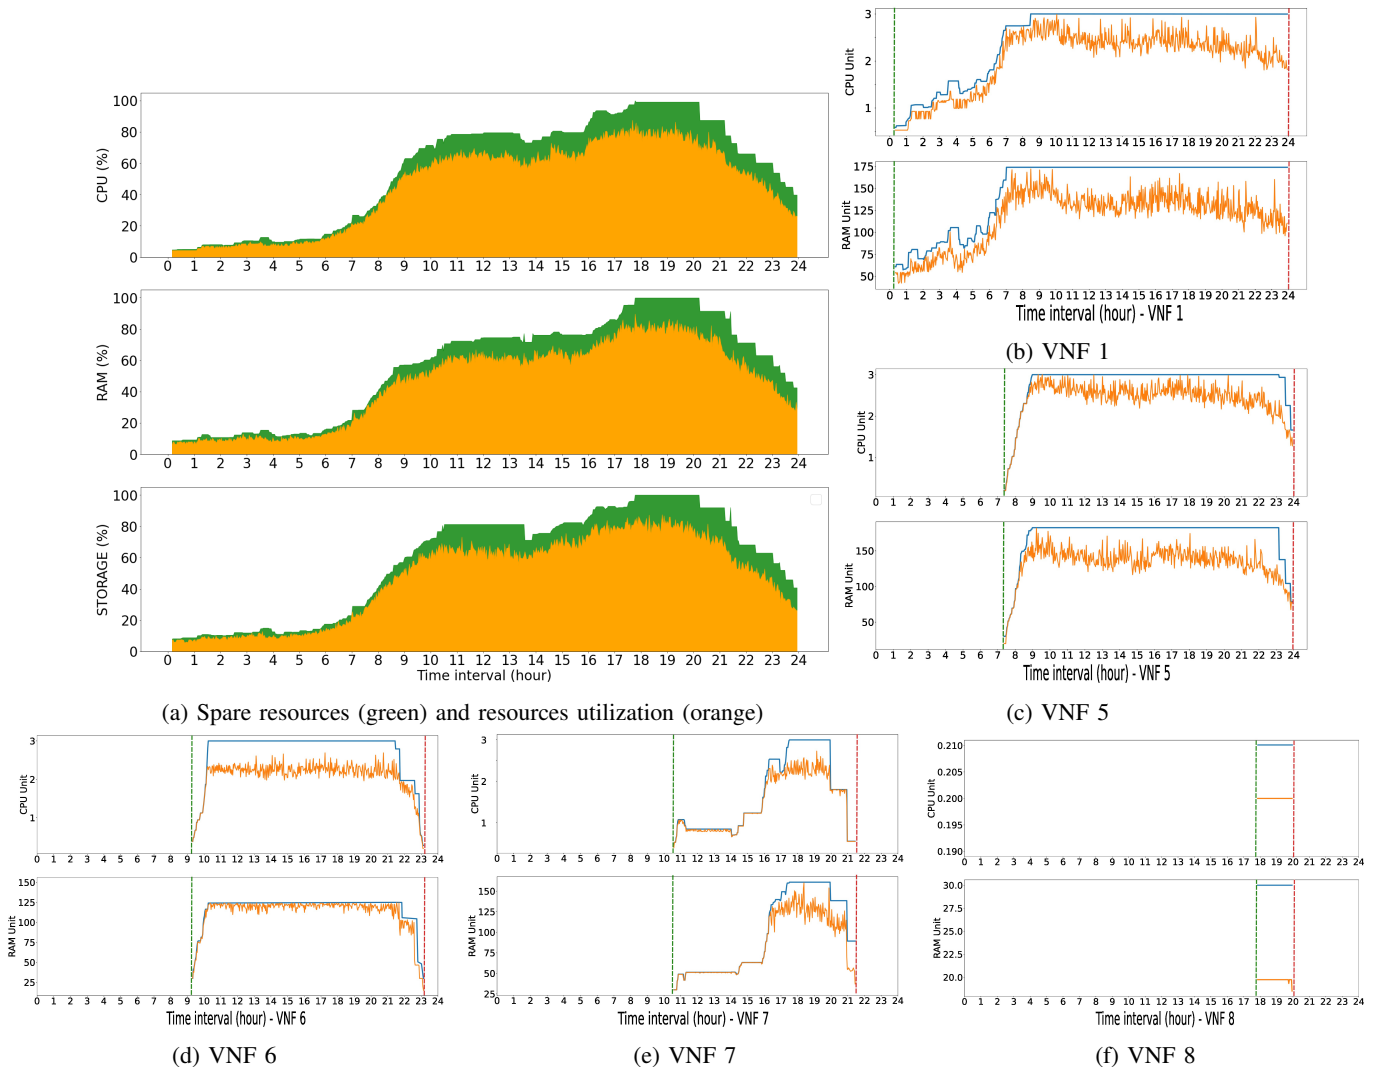 100
80
60
40
20
0
CPU (%)
0 1 2 3 4 5 6 7 8 9 10 11 12 13 14 15 16 17 18 19 20 21 22 23 24
100
80
60
40
20
0
RAM (%)
0 1 2 3 4 5 6 7 8 9 10 11 12 13 14 15 16 17 18 19 20 21 22 23 24
100
80
60
40
20
0
STORAGE (%)
0 1 2 3 4 5 6 7 8 9 10 11 12 13 14 15 16 17 18 19 20 21 22 23 24
Time interval (hour)
(a) Spare resources (green) and resources utilization (orange)
3
2
1
CPU Unit
0 1 2 3 4 5 6 7 8 9 10 11 12 13 14 15 16 17 18 19 20 21 22 23 24
175
150
125
100
75
50
RAM Unit
0 1 2 3 4 5 6 7 8 9 10 11 12 13 14 15 16 17 18 19 20 21 22 23 24
Time interval (hour) - VNF 1
(b) VNF 1
3
2
1
CPU Unit
0 1 2 3 4 5 6 7 8 9 10 11 12 13 14 15 16 17 18 19 20 21 22 23 24
150
100
50
RAM Unit
0 1 2 3 4 5 6 7 8 9 10 11 12 13 14 15 16 17 18 19 20 21 22 23 24
Time interval (hour) - VNF 5
(c) VNF 5
3
2
1
CPU Unit
0 1 2 3 4 5 6 7 8 9 10 11 12 13 14 15 16 17 18 19 20 21 22 23 24
150
125
100
75
50
25
RAM Unit
0 1 2 3 4 5 6 7 8 9 10 11 12 13 14 15 16 17 18 19 20 21 22 23 24
Time interval (hour) - VNF 6
(d) VNF 6
3
2
1
CPU Unit
0 1 2 3 4 5 6 7 8 9 10 11 12 13 14 15 16 17 18 19 20 21 22 23 24
150
125
100
75
50
25
RAM Unit
0 1 2 3 4 5 6 7 8 9 10 11 12 13 14 15 16 17 18 19 20 21 22 23 24
Time interval (hour) - VNF 7
(e) VNF 7
0.210
0.205
0.200
0.195
0.190
CPU Unit
0 1 2 3 4 5 6 7 8 9 10 11 12 13 14 15 16 17 18 19 20 21 22 23 24
30.0
27.5
25.0
22.5
20.0
RAM Unit
0 1 2 3 4 5 6 7 8 9 10 11 12 13 14 15 16 17 18 19 20 21 22 23 24
Time interval (hour) - VNF 8
(f) VNF 8